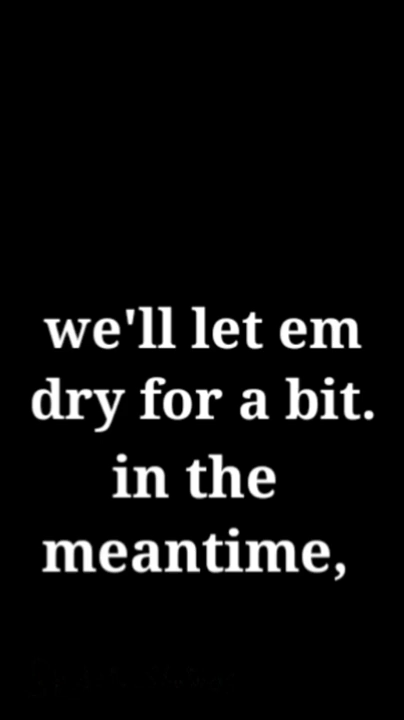 we'll let em
dry for a bit.
in the
meantime,